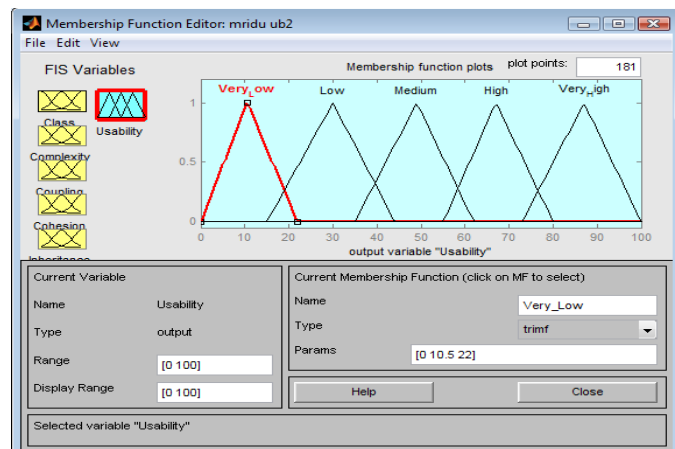 Membership Function Editor: mridu ub2
File Edit View
FIS Variables
Membership function plots plot points: 181
Class
Usability
Complexity
Coupling
Cohesion
Inheritance
Very_Low Low Medium High Very_High
1
0.5
0
0 10 20 30 40 50 60 70 80 90 100
output variable "Usability"
Current Variable
Name Usability
Type output
Range [0 100]
Display Range [0 100]
Current Membership Function (click on MF to select)
Name Very_Low
Type trimf
Params [0 10.5 22]
Help Close
Selected variable "Usability"